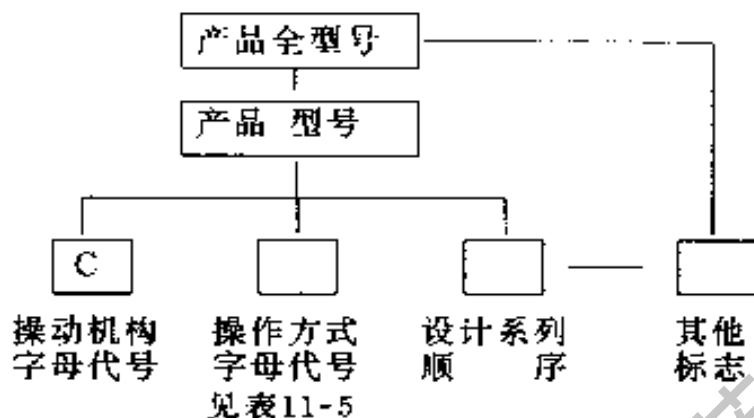 产品全型号
产品 型号
C
操动机构 操作方式 设计系列 其他
字母代号 字母代号 顺 序 标志
见表11-5